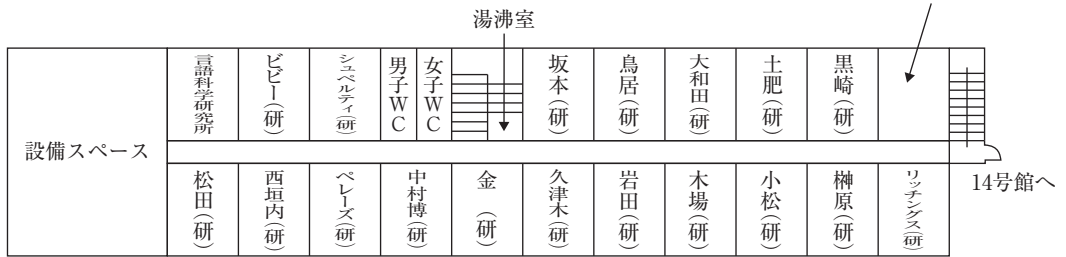 湯沸室
言語科学研究所
ビビー(研)
シュペルティ(研)
男子WC
女子WC
坂本(研)
鳥居(研)
大和田(研)
土肥(研)
黒崎(研)
設備スペース
14号館へ
松田(研)
西垣内(研)
ペレーズ(研)
中村博(研)
金 (研)
久津木(研)
岩田(研)
木場(研)
小松(研)
榊原(研)
リッチングス(研)